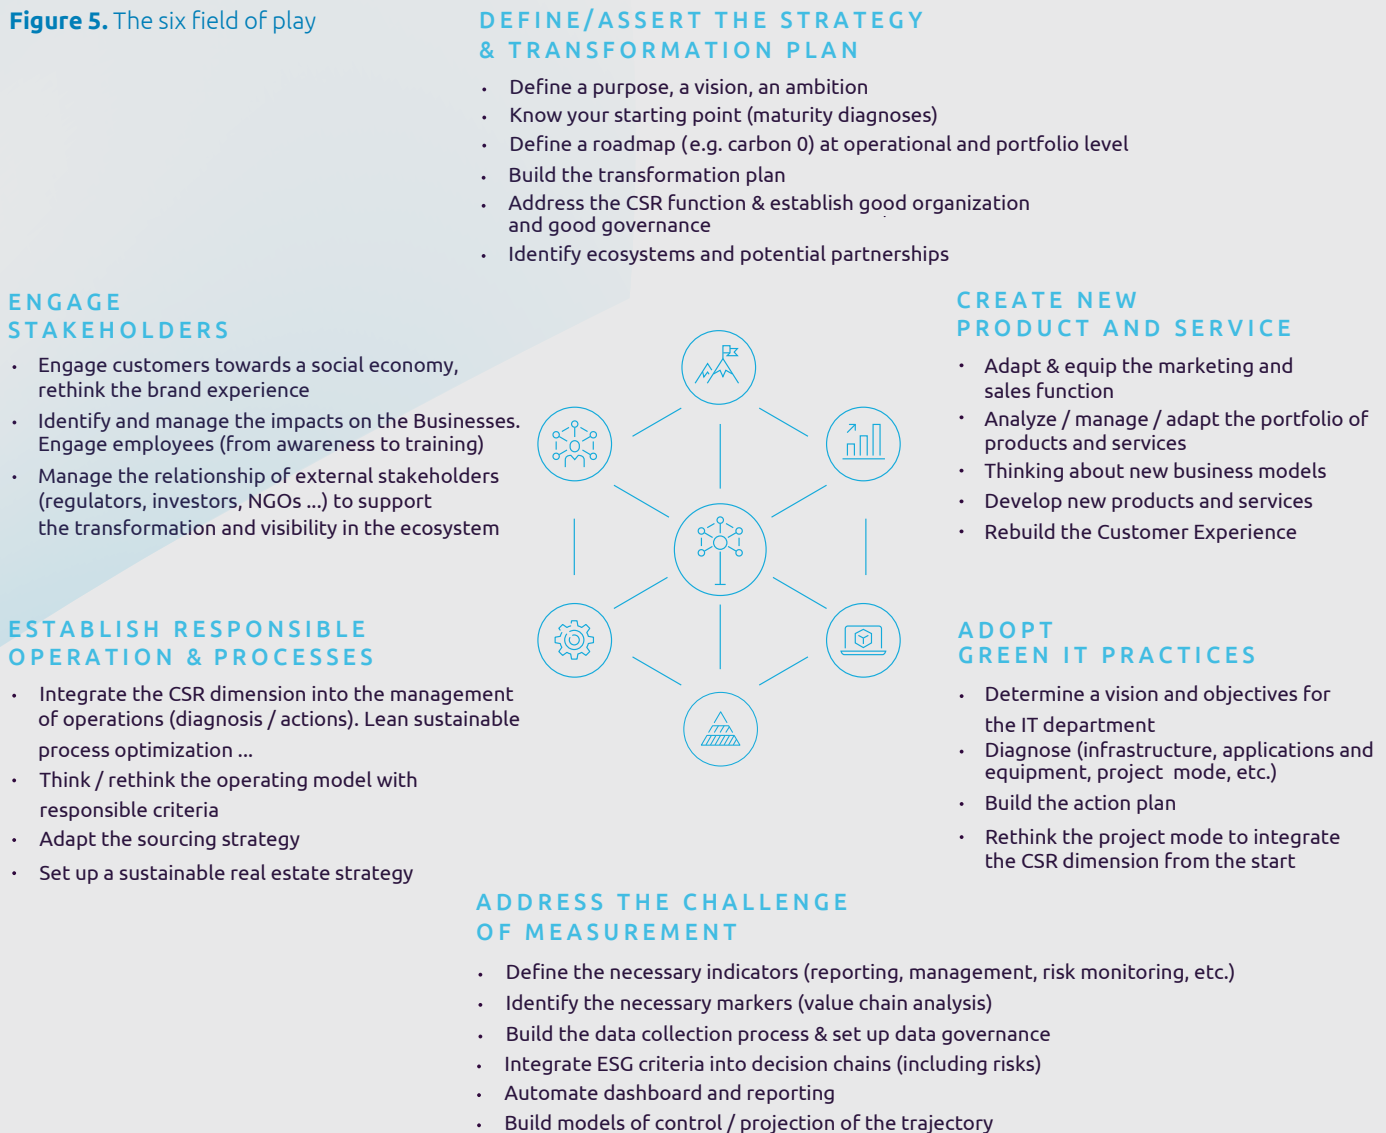 Figure 5. The six field of play
DEFINE/ASSERT THE STRATEGY
& TRANSFORMATION PLAN
• Define a purpose, a vision, an ambition
• Know your starting point (maturity diagnoses)
• Define a roadmap (e.g. carbon 0) at operational and portfolio level
• Build the transformation plan
• Address the CSR function & establish good organization
and good governance
• Identify ecosystems and potential partnerships
ENGAGE
STAKEHOLDERS
• Engage customers towards a social economy,
rethink the brand experience
• Identify and manage the impacts on the Businesses.
Engage employees (from awareness to training)
• Manage the relationship of external stakeholders
(regulators, investors, NGOs ...) to support
the transformation and visibility in the ecosystem
CREATE NEW
PRODUCT AND SERVICE
• Adapt & equip the marketing and
sales function
• Analyze / manage / adapt the portfolio of
products and services
• Thinking about new business models
• Develop new products and services
• Rebuild the Customer Experience
ESTABLISH RESPONSIBLE
OPERATION & PROCESSES
• Integrate the CSR dimension into the management
of operations (diagnosis / actions). Lean sustainable
process optimization ...
• Think / rethink the operating model with
responsible criteria
• Adapt the sourcing strategy
• Set up a sustainable real estate strategy
ADOPT
GREEN IT PRACTICES
• Determine a vision and objectives for
the IT department
• Diagnose (infrastructure, applications and
equipment, project mode, etc.)
• Build the action plan
• Rethink the project mode to integrate
the CSR dimension from the start
ADDRESS THE CHALLENGE
OF MEASUREMENT
• Define the necessary indicators (reporting, management, risk monitoring, etc.)
• Identify the necessary markers (value chain analysis)
• Build the data collection process & set up data governance
• Integrate ESG criteria into decision chains (including risks)
• Automate dashboard and reporting
• Build models of control / projection of the trajectory